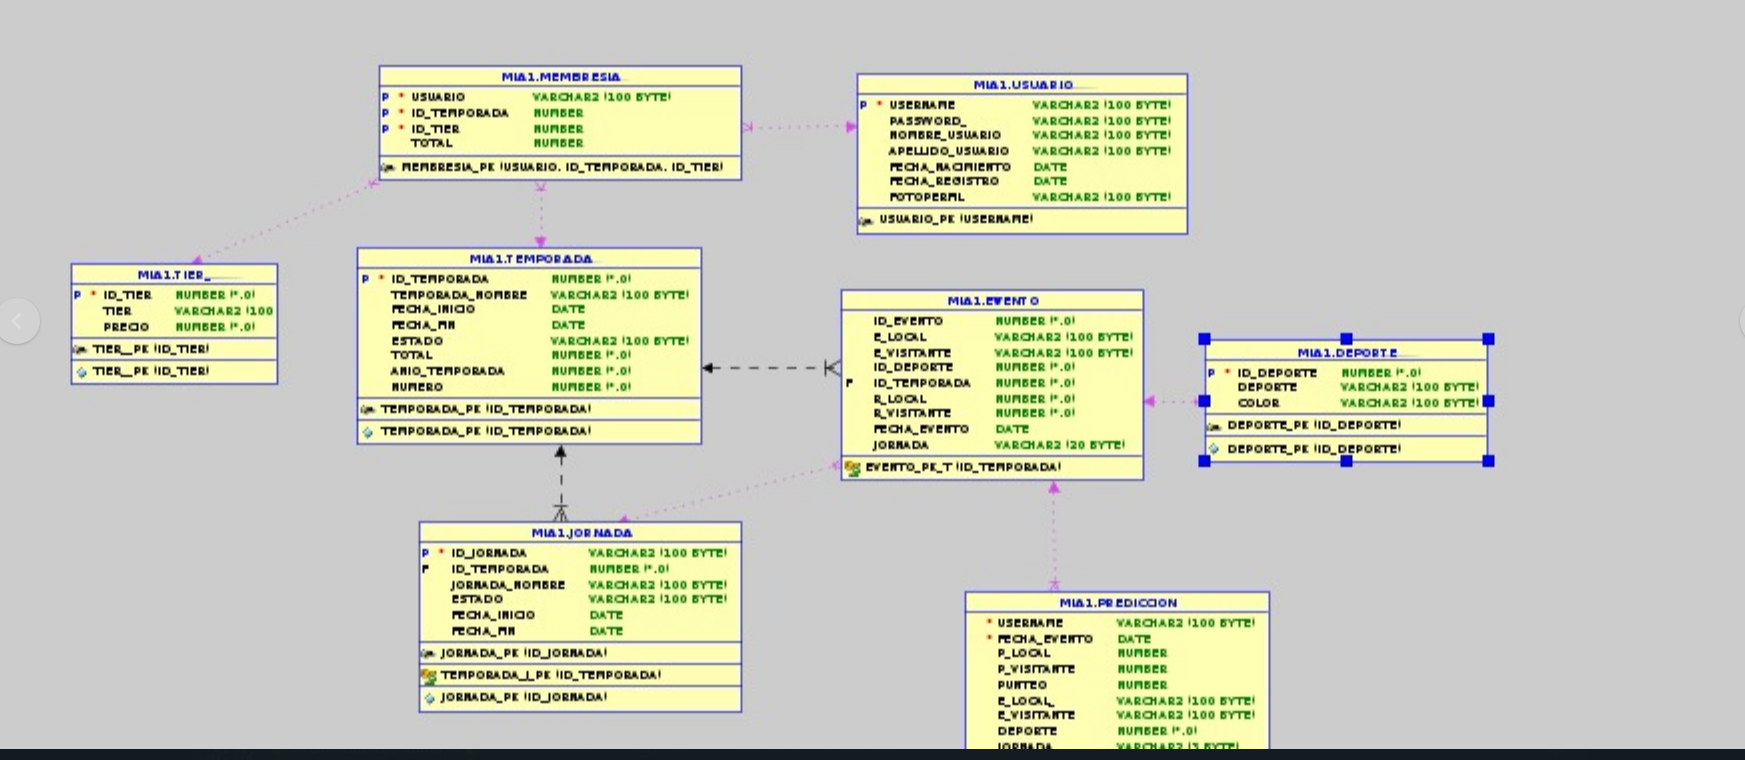 MIA1.MEMBRESIA
P * USUARIO VARCHAR2 (100 BYTE)
P * ID_TEMPORADA NUMBER
P * ID_TIER NUMBER
TOTAL NUMBER
MEMBRESIA_PK (USUARIO, ID_TEMPORADA, ID_TIER)
MIA1.USUARIO
P * USERNAME VARCHAR2 (100 BYTE)
PASSWORD_ VARCHAR2 (100 BYTE)
NOMBRE_USUARIO VARCHAR2 (100 BYTE)
APELLIDO_USUARIO VARCHAR2 (100 BYTE)
FECHA_NACIMIENTO DATE
FECHA_REGISTRO DATE
FOTOPERFIL VARCHAR2 (100 BYTE)
USUARIO_PK (USERNAME)
MIA1.TIER_
P * ID_TIER NUMBER (*,0)
TIER VARCHAR2 (100
PRECIO NUMBER (*,0)
TIER__PK (ID_TIER)
TIER__PK (ID_TIER)
MIA1.TEMPORADA
P * ID_TEMPORADA NUMBER (*,0)
TEMPORADA_NOMBRE VARCHAR2 (100 BYTE)
FECHA_INICIO DATE
FECHA_FIN DATE
ESTADO VARCHAR2 (100 BYTE)
TOTAL NUMBER (*,0)
ANIO_TEMPORADA NUMBER (*,0)
NUMERO NUMBER (*,0)
TEMPORADA_PK (ID_TEMPORADA)
TEMPORADA_PK (ID_TEMPORADA)
MIA1.EVENTO
ID_EVENTO NUMBER (*,0)
E_LOCAL VARCHAR2 (100 BYTE)
E_VISITANTE VARCHAR2 (100 BYTE)
ID_DEPORTE NUMBER (*,0)
F ID_TEMPORADA NUMBER (*,0)
R_LOCAL NUMBER (*,0)
R_VISITANTE NUMBER (*,0)
FECHA_EVENTO DATE
JORNADA VARCHAR2 (20 BYTE)
EVENTO_PK_T (ID_TEMPORADA)
MIA1.DEPORTE
P * ID_DEPORTE NUMBER (*,0)
DEPORTE VARCHAR2 (100 BYTE)
COLOR VARCHAR2 (100 BYTE)
DEPORTE_PK (ID_DEPORTE)
DEPORTE_PK (ID_DEPORTE)
MIA1.JORNADA
P * ID_JORNADA VARCHAR2 (100 BYTE)
F ID_TEMPORADA NUMBER (*,0)
JORNADA_NOMBRE VARCHAR2 (100 BYTE)
ESTADO VARCHAR2 (100 BYTE)
FECHA_INICIO DATE
FECHA_FIN DATE
JORNADA_PK (ID_JORNADA)
TEMPORADA_J_PK (ID_TEMPORADA)
JORNADA_PK (ID_JORNADA)
MIA1.PREDICCION
* USERNAME VARCHAR2 (100 BYTE)
* FECHA_EVENTO DATE
P_LOCAL NUMBER
P_VISITANTE NUMBER
PUNTEO NUMBER
E_LOCAL_ VARCHAR2 (100 BYTE)
E_VISITANTE VARCHAR2 (100 BYTE)
DEPORTE NUMBER (*,0)
JORNADA VARCHAR2 (3 BYTE)